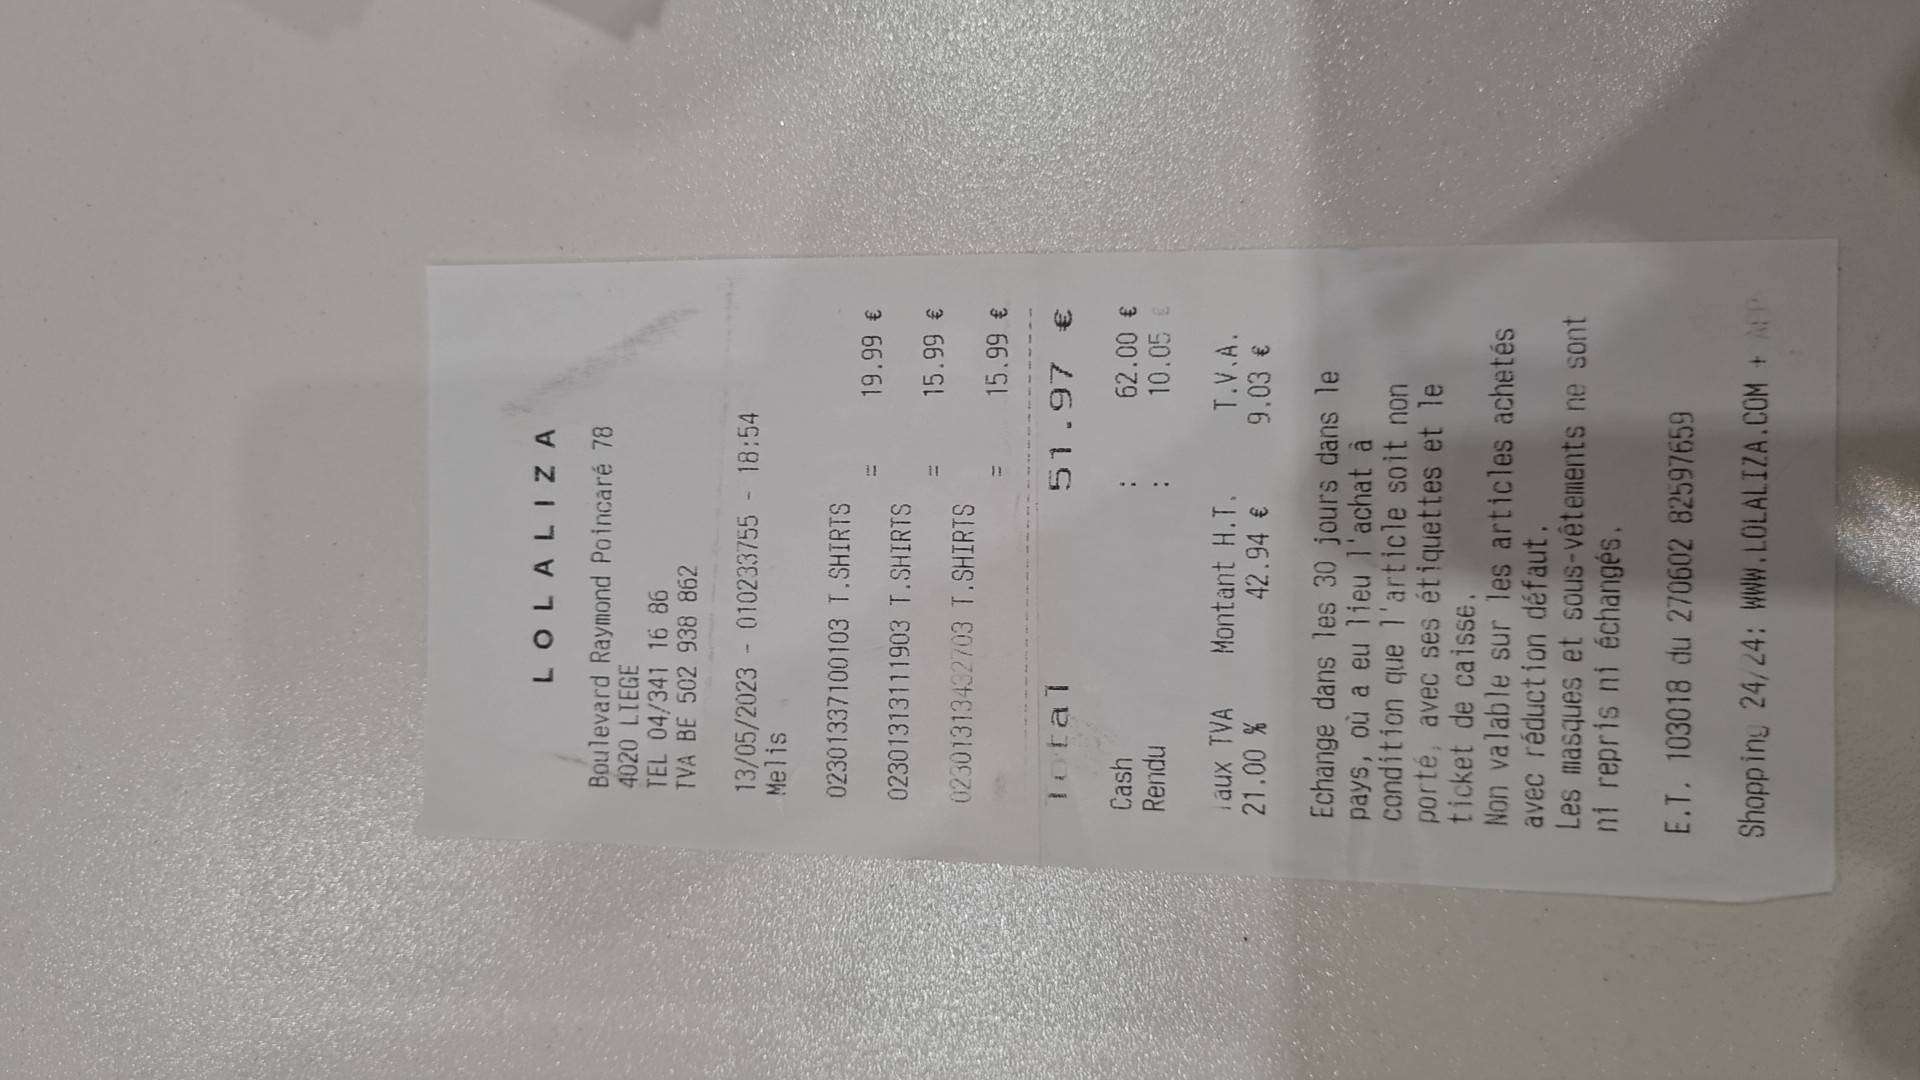 LOLALIZA
Boulevard Raymond Poincaré 78
4020 LIEGE
TEL 04/341 16 86
TVA BE 502 938 862
13/05/2023 - 010233755 - 18:54
Melis
02301337100103 T.SHIRTS
= 19.99 €
02301313111903 T.SHIRTS
= 15.99 €
02301313432703 T.SHIRTS
= 15.99 €
Total 51.97 €
Cash : 62.00 €
Rendu : 10.05 €
Taux TVA Montant H.T. T.V.A.
21.00 % 42.94 € 9.03 €
Echange dans les 30 jours dans le
pays, où a eu lieu l'achat à
condition que l'article soit non
porté, avec ses étiquettes et le
ticket de caisse.
Non valable sur les articles achetés
avec réduction défaut.
Les masques et sous-vêtements ne sont
ni repris ni échangés.
E.T. 103018 du 270602 82597659
Shopping 24/24: WWW.LOLALIZA.COM + APP